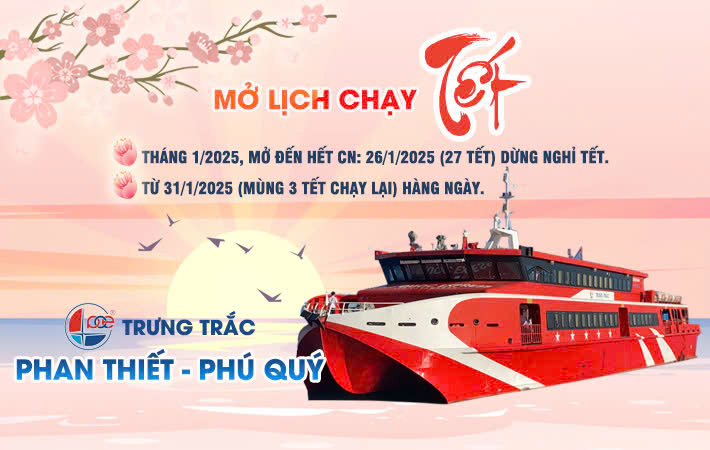 MỞ LỊCH CHẠY Tết
THÁNG 1/2025, MỞ ĐẾN HẾT CN: 26/1/2025 (27 TẾT) DỪNG NGHỈ TẾT.
TỪ 31/1/2025 (MÙNG 3 TẾT CHẠY LẠI) HÀNG NGÀY.
TRƯNG TRẮC
PHAN THIẾT - PHÚ QUÝ